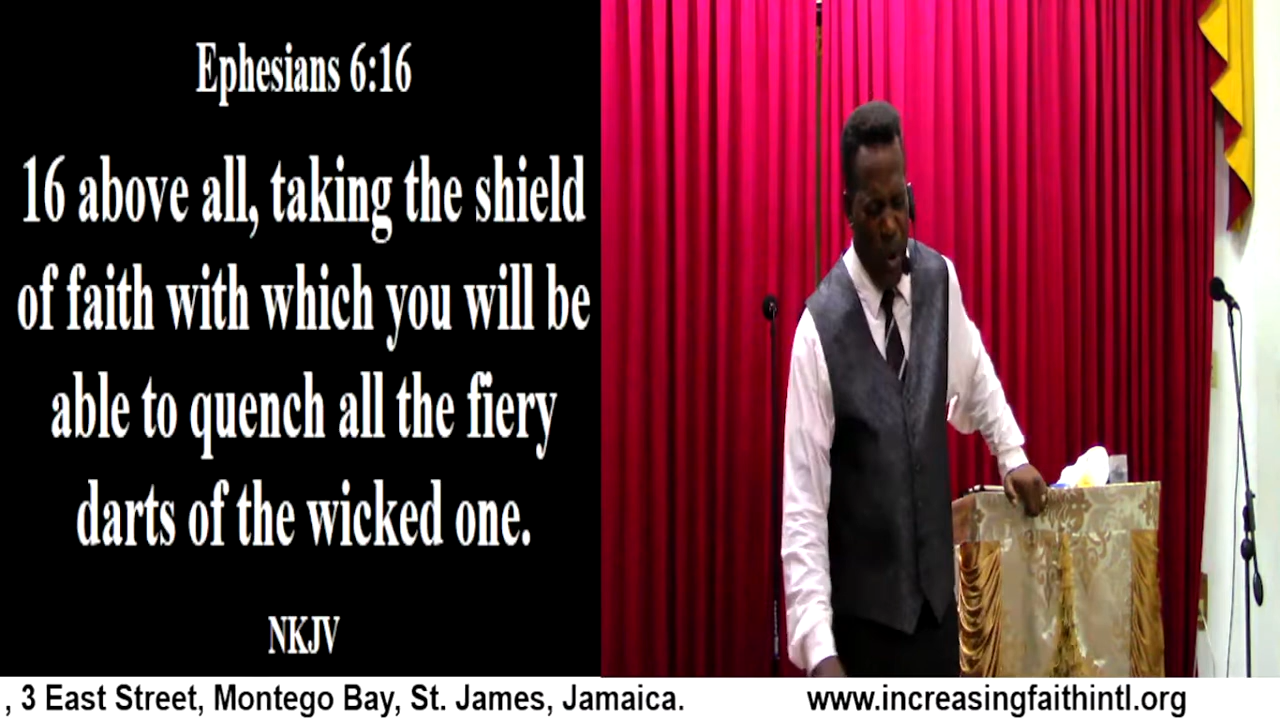 Ephesians 6:16
16 above all, taking the shield
of faith with which you will be
able to quench all the fiery
darts of the wicked one.
NKJV
, 3 East Street, Montego Bay, St. James, Jamaica. www.increasingfaithintl.org